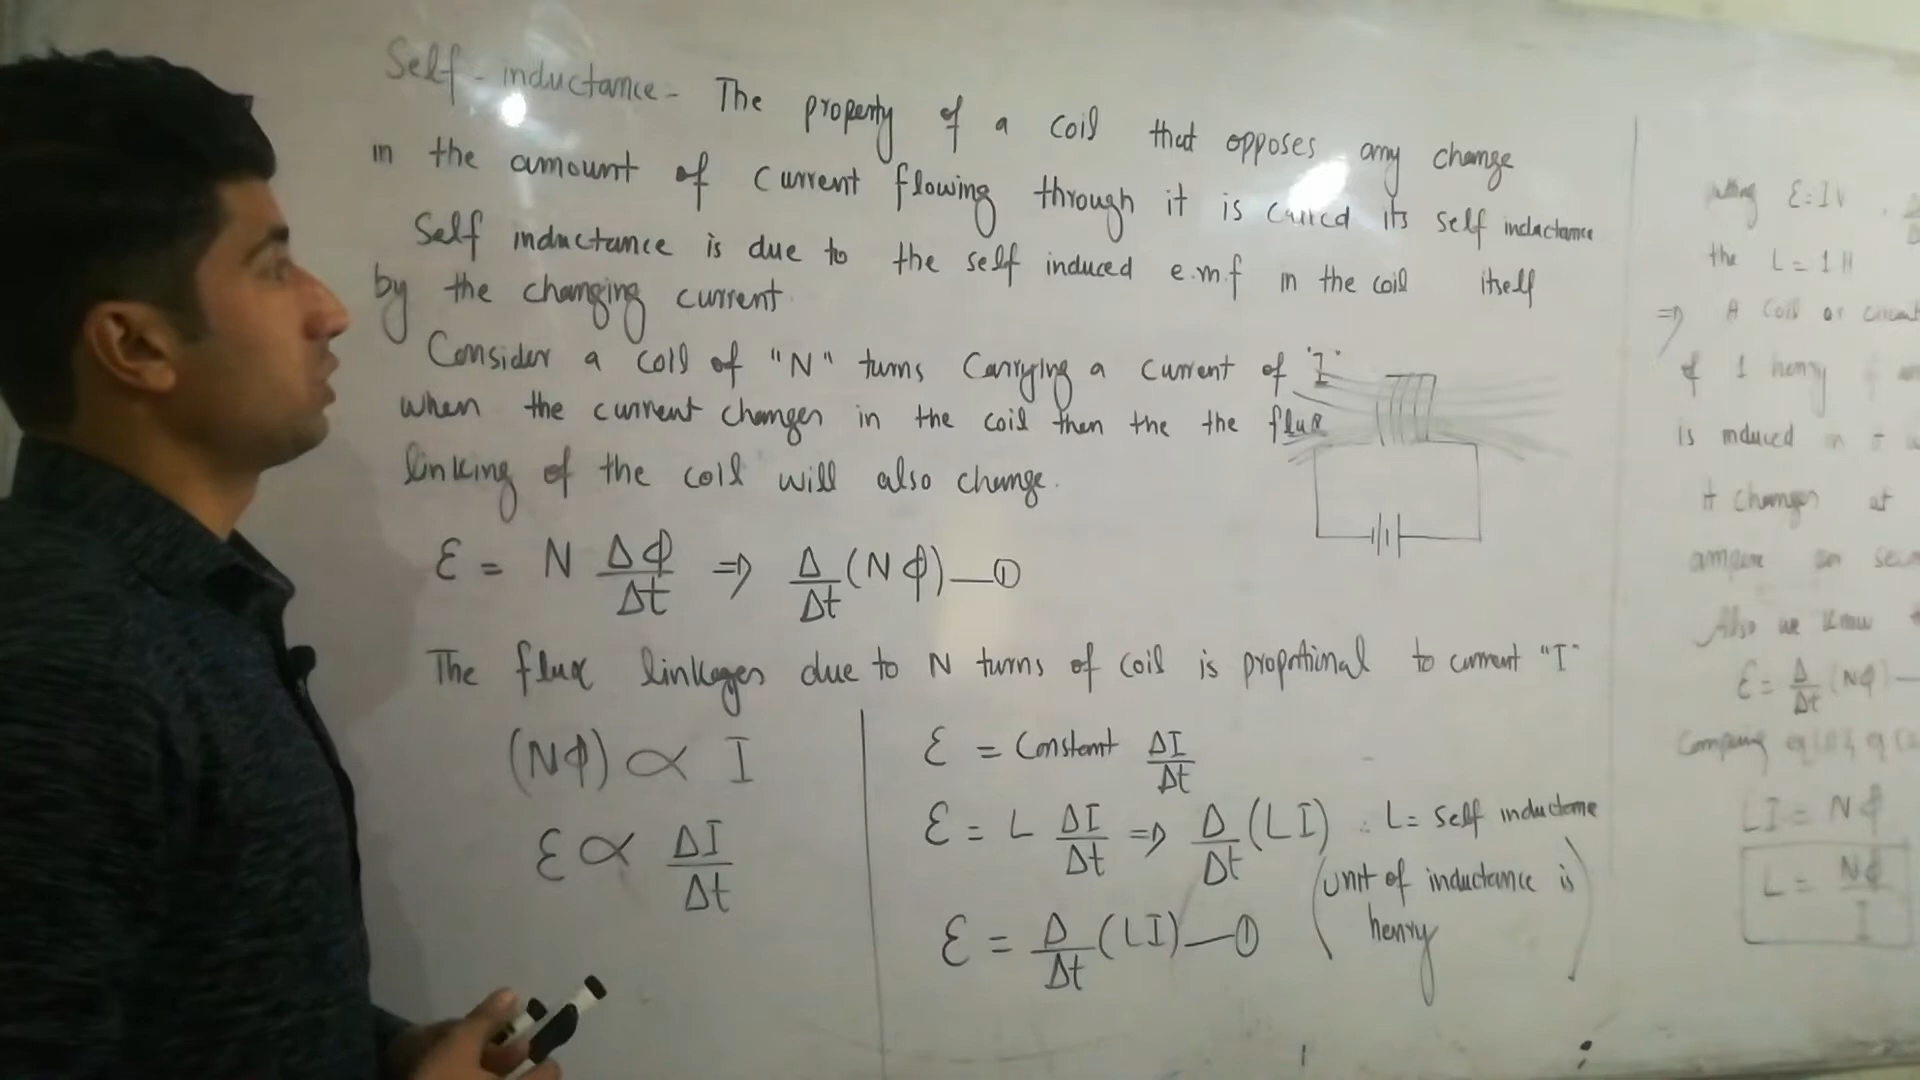 Self-inductance- The property of a coil that opposes any change
in the amount of current flowing through it is called its self inductance
Self inductance is due to the self induced e.m.f in the coil itself
by the changing current.
Consider a coil of "N" turns Carrying a current of "I"
when the current changes in the coil then the the flux
linking of the coil will also change.
ε = N Δφ/Δt ⇒ Δ/Δt (Nφ) — ①
The flux linkages due to N turns of coil is proportional to current "I"
(Nφ) ∝ I
ε ∝ ΔI/Δt
ε = Constant ΔI/Δt
ε = L ΔI/Δt ⇒ Δ/Δt (LI) ∴ L = self inductance
(unit of inductance is
henry)
ε = Δ/Δt (LI) — ①
the L = 1 H
⇒ A Coil or circuit
of 1 henry
is induced in
it changes at
ampere
Also we know
ε = Δ/Δt (Nφ) —
LI = Nφ
L = Nφ/I